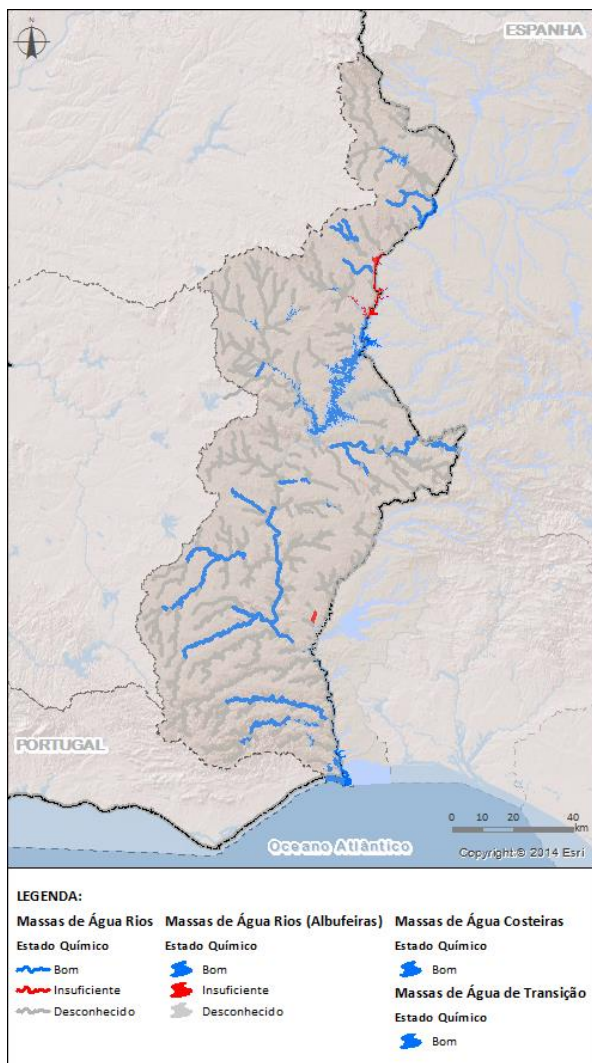 N
ESPANHA
PORTUGAL
0 10 20 40
km
Oceano Atlântico
Copyright:© 2014 Esri
LEGENDA:
Massas de Água Rios
Estado Químico
Bom
Insuficiente
Desconhecido
Massas de Água Rios (Albufeiras)
Estado Químico
Bom
Insuficiente
Desconhecido
Massas de Água Costeiras
Estado Químico
Bom
Massas de Água de Transição
Estado Químico
Bom